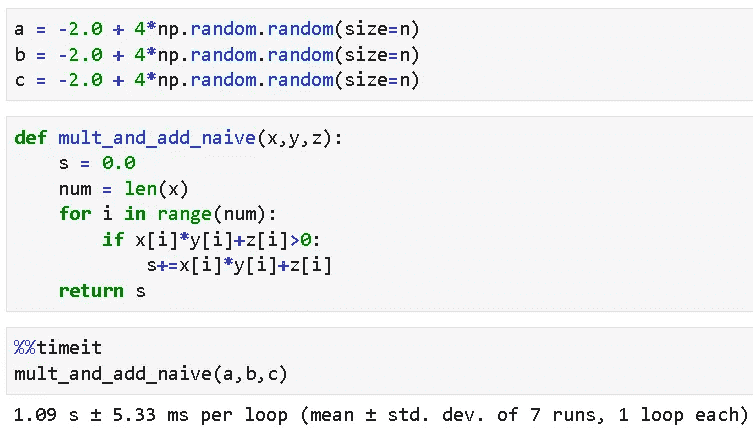 a = -2.0 + 4*np.random.random(size=n)
b = -2.0 + 4*np.random.random(size=n)
c = -2.0 + 4*np.random.random(size=n)
def mult_and_add_naive(x,y,z):
    s = 0.0
    num = len(x)
    for i in range(num):
        if x[i]*y[i]+z[i]>0:
            s+=x[i]*y[i]+z[i]
    return s
%%timeit
mult_and_add_naive(a,b,c)
1.09 s ± 5.33 ms per loop (mean ± std. dev. of 7 runs, 1 loop each)